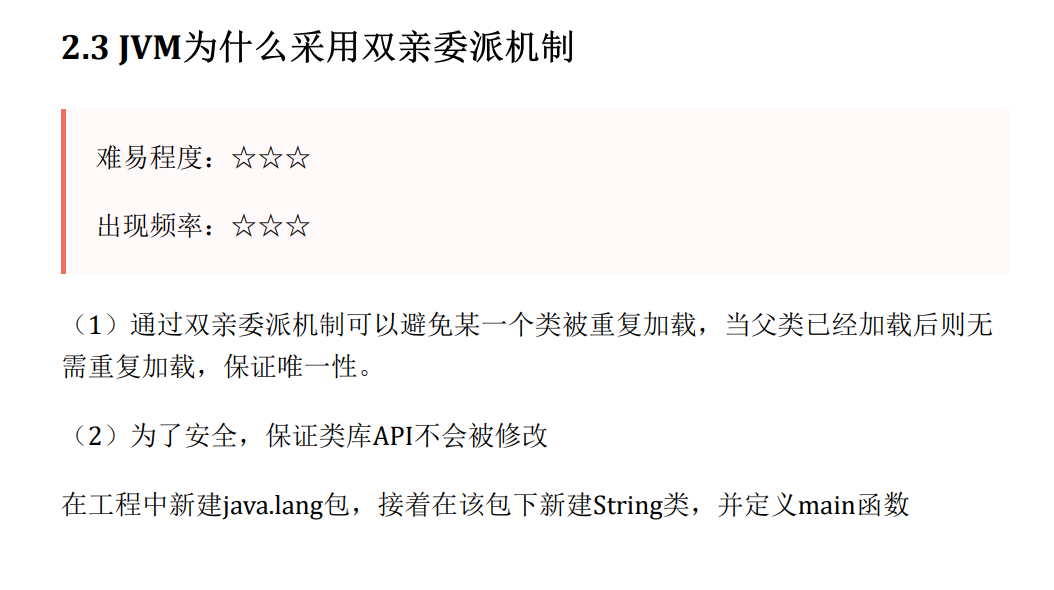 2.3 JVM为什么采用双亲委派机制
难易程度：☆☆☆
出现频率：☆☆☆
（1）通过双亲委派机制可以避免某一个类被重复加载，当父类已经加载后则无
需重复加载，保证唯一性。
（2）为了安全，保证类库API不会被修改
在工程中新建java.lang包，接着在该包下新建String类，并定义main函数